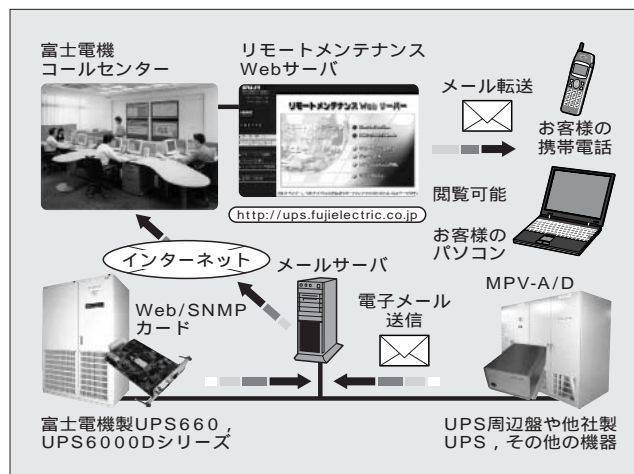 富士電機
コールセンター
リモートメンテナンス
Webサーバ
リモートメンテナンス Web サーバー
http://ups.fujielectric.co.jp
メール転送
お客様の
携帯電話
閲覧可能
お客様の
パソコン
インターネット
メールサーバ
電子メール
送信
MPV-A/D
Web/SNMP
カード
富士電機製UPS660，
UPS6000Dシリーズ
UPS周辺盤や他社製
UPS，その他の機器